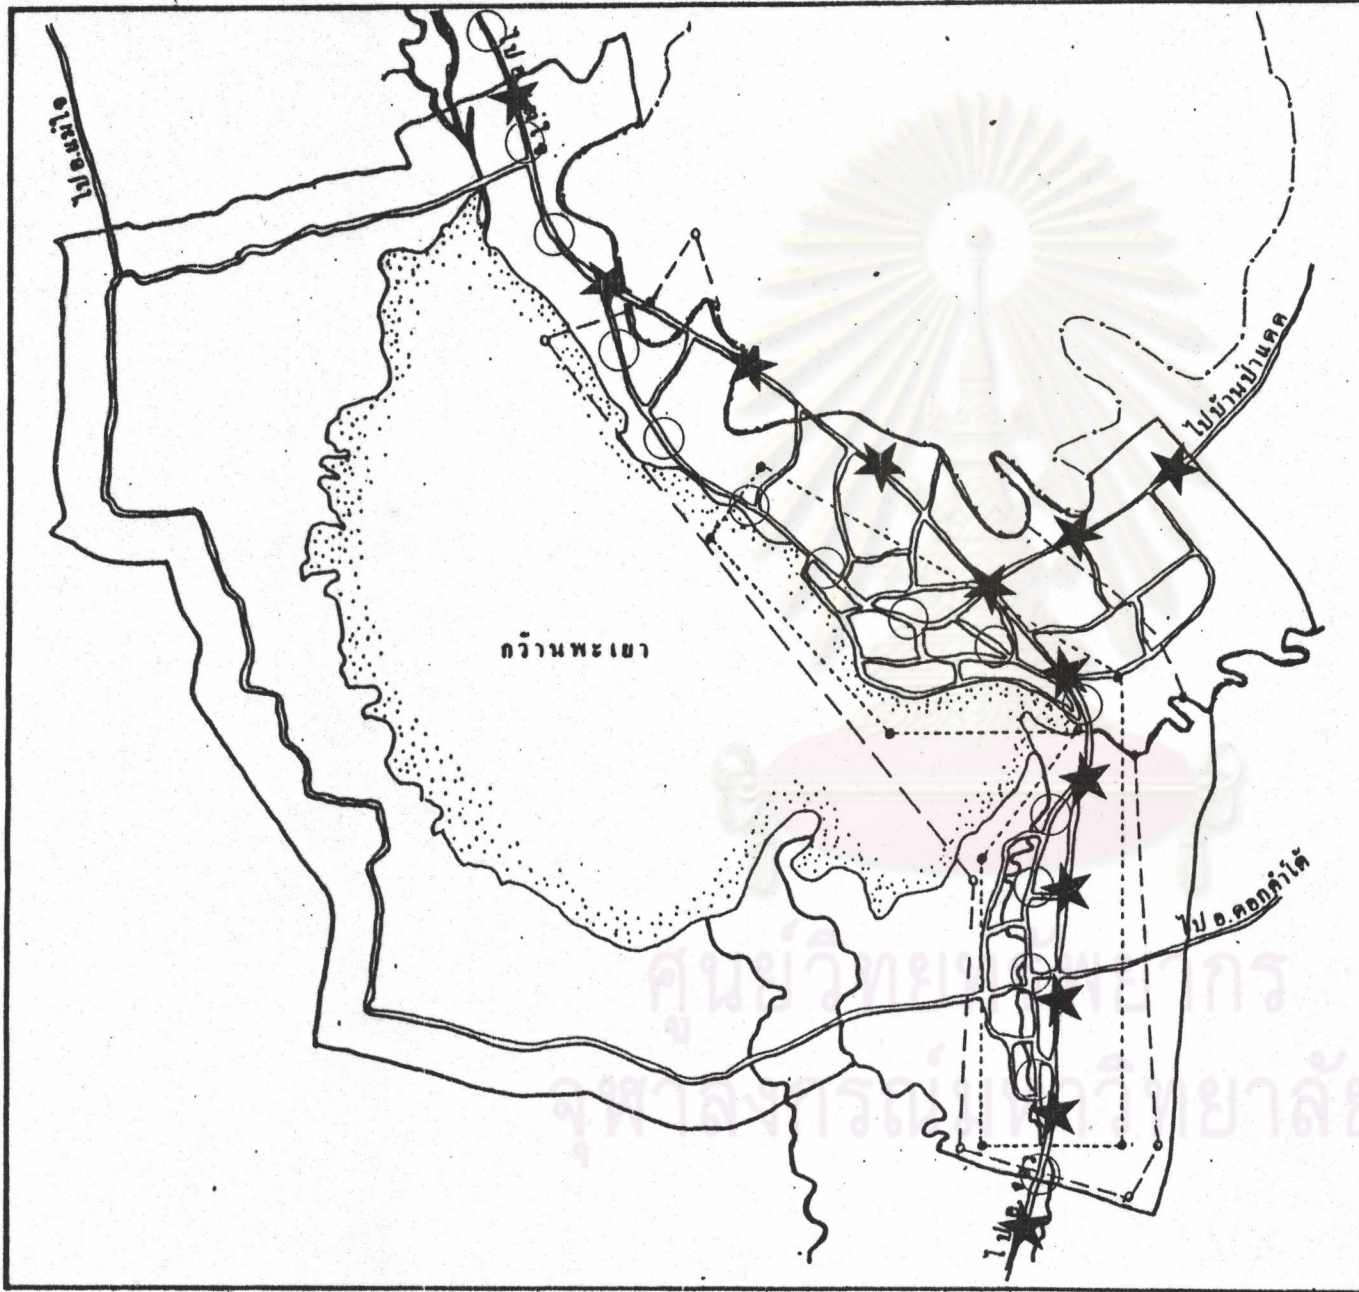 ไป อ.แม่ใจ
กว๊านพะเยา
ไปบ้านป่าแดด
ไป อ.ดอกคำใต้
ศูนย์วิทยทรัพยากร
จุฬาลงกรณ์มหาวิทยาลัย